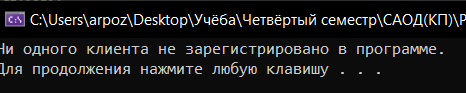 C:\Users\arpoz\Desktop\Учёба\Четвёртый семестр\САОД(КП)\
Ни одного клиента не зарегистрировано в программе.
Для продолжения нажмите любую клавишу . . .